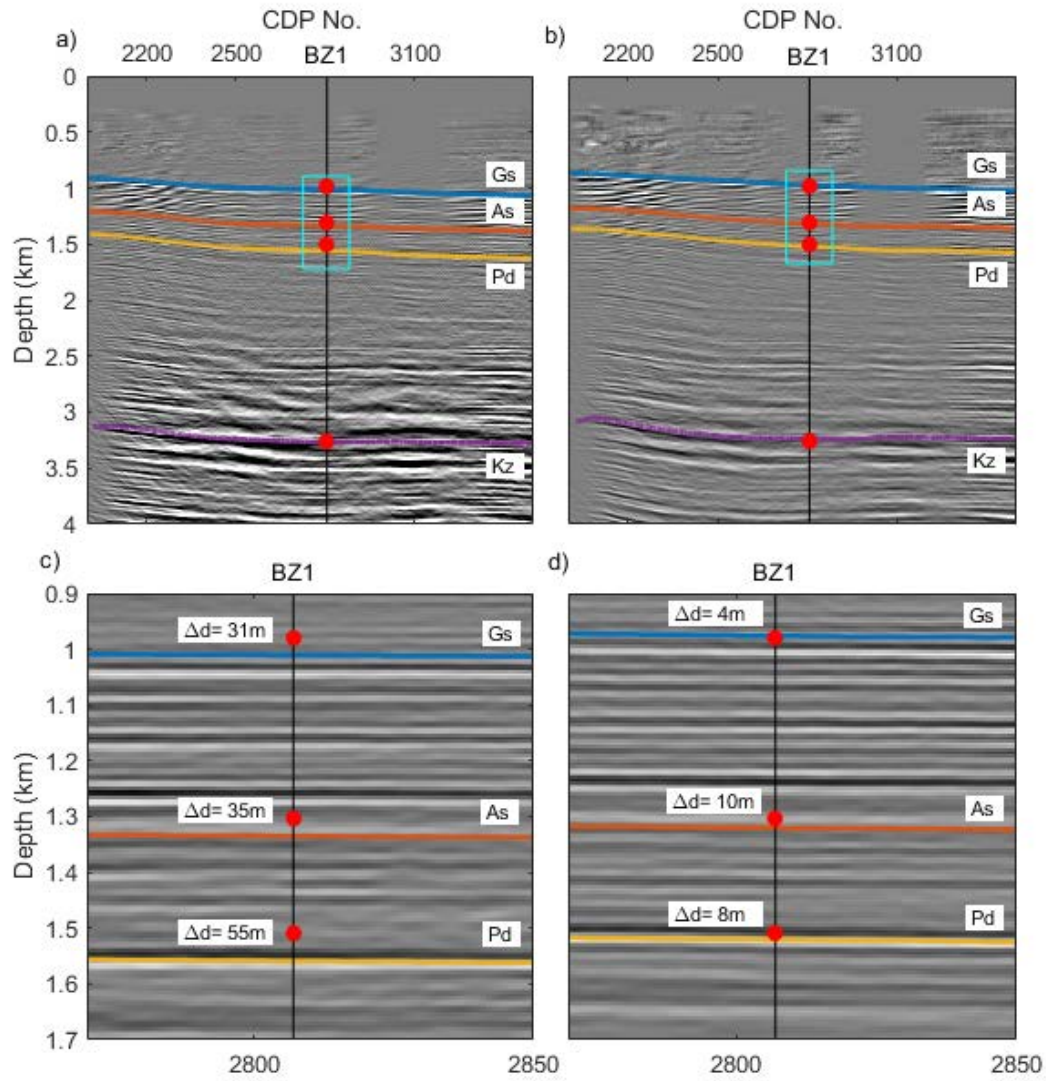 CDP No.
CDP No.
a)
b)
2200
2500
BZ1
3100
2200
2500
BZ1
3100
0
0.5
1
1.5
2
2.5
3
3.5
4
Depth (km)
Gs
As
Pd
Kz
Gs
As
Pd
Kz
c)
BZ1
0.9
1
1.1
1.2
1.3
1.4
1.5
1.6
1.7
Depth (km)
Δd= 31m
Gs
Δd= 35m
As
Δd= 55m
Pd
2800
2850
d)
BZ1
Δd= 4m
Gs
Δd= 10m
As
Δd= 8m
Pd
2800
2850